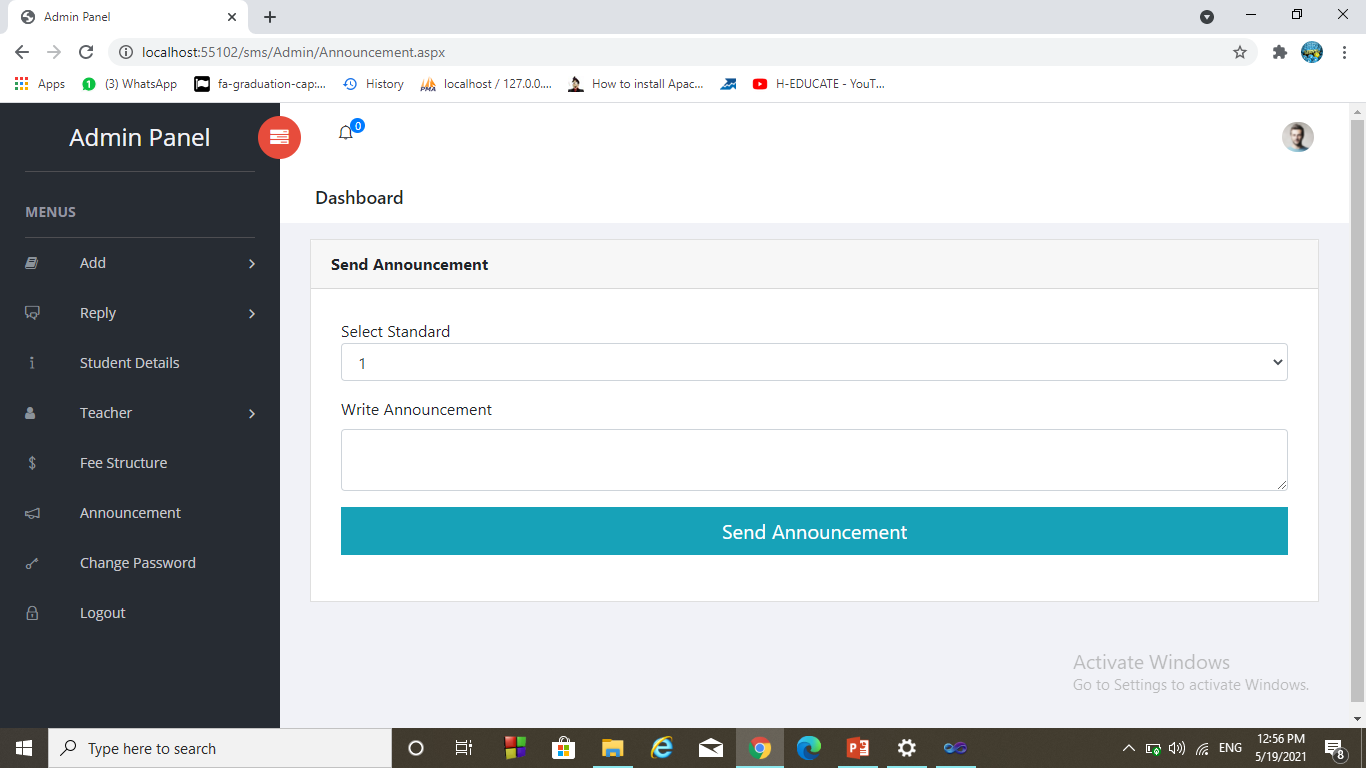 Admin Panel
localhost:55102/sms/Admin/Announcement.aspx
Apps
1
(3) WhatsApp
fa-graduation-cap:...
History
PMA
localhost / 127.0.0....
How to install Apac...
H-EDUCATE - YouT...
Admin Panel
0
MENUS
Dashboard
Add
Reply
Student Details
Teacher
Fee Structure
Announcement
Change Password
Logout
Send Announcement
Select Standard
1
Write Announcement
Send Announcement
Activate Windows
Go to Settings to activate Windows.
Type here to search
ENG
12:56 PM
5/19/2021
8